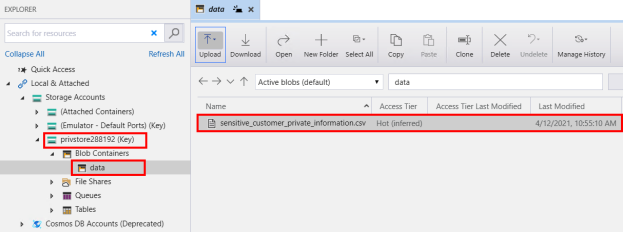 EXPLORER
Search for resources
Collapse All Refresh All
Quick Access
Local & Attached
Storage Accounts
(Attached Containers)
(Emulator - Default Ports) (Key)
privstore288192 (Key)
Blob Containers
data
File Shares
Queues
Tables
Cosmos DB Accounts (Deprecated)
data
Upload Download Open New Folder Select All Copy Paste Clone Delete Undelete Manage History
Active blobs (default) data
Name Access Tier Access Tier Last Modified Last Modified
sensitive_customer_private_information.csv Hot (inferred) 4/12/2021, 10:55:10 AM